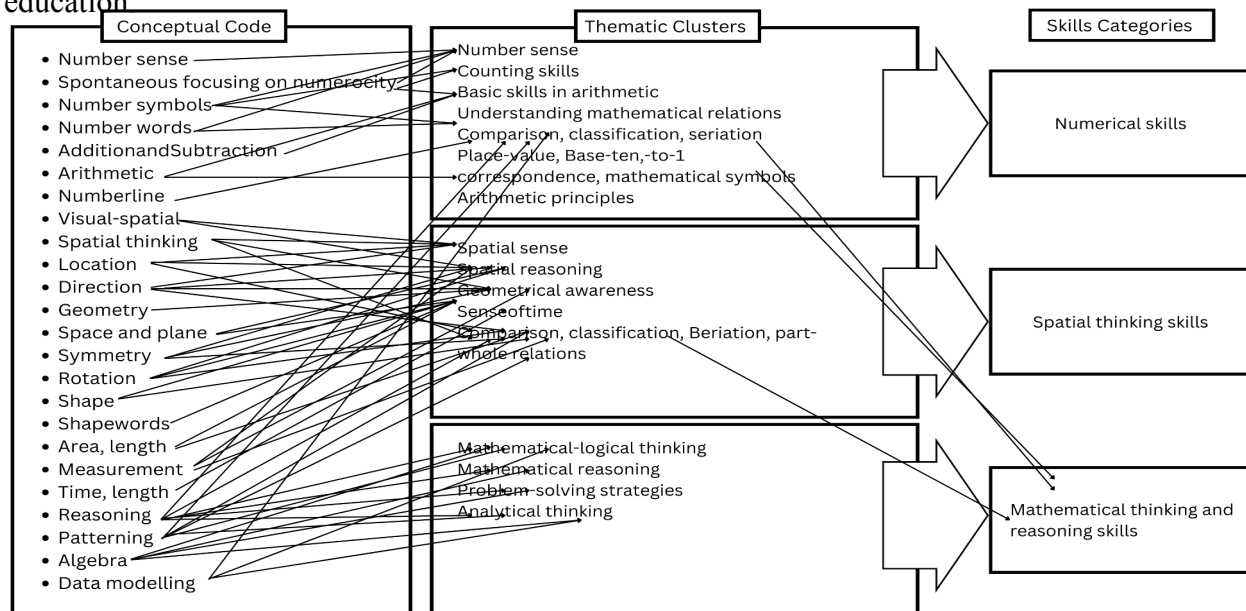 education.
Conceptual Code
Number sense
Spontaneous focusing on numerocity
Number symbols
Number words
AdditionandSubtraction
Arithmetic
Numberline
Visual-spatial
Spatial thinking
Location
Direction
Geometry
Space and plane
Symmetry
Rotation
Shape
Shapewords
Area, length
Measurement
Time, length
Reasoning
Patterning
Algebra
Data modelling
Thematic Clusters
Number sense
Counting skills
Basic skills in arithmetic
Understanding mathematical relations
Comparison, classification, seriation
Place-value, Base-ten,-to-1
correspondence, mathematical symbols
Arithmetic principles
Spatial sense
Spatial reasoning
Geometrical awareness
Senseoftime
Comparison, classification, Beriation, part-
whole relations
Mathematical-logical thinking
Mathematical reasoning
Problem-solving strategies
Analytical thinking
Skills Categories
Numerical skills
Spatial thinking skills
Mathematical thinking and
reasoning skills